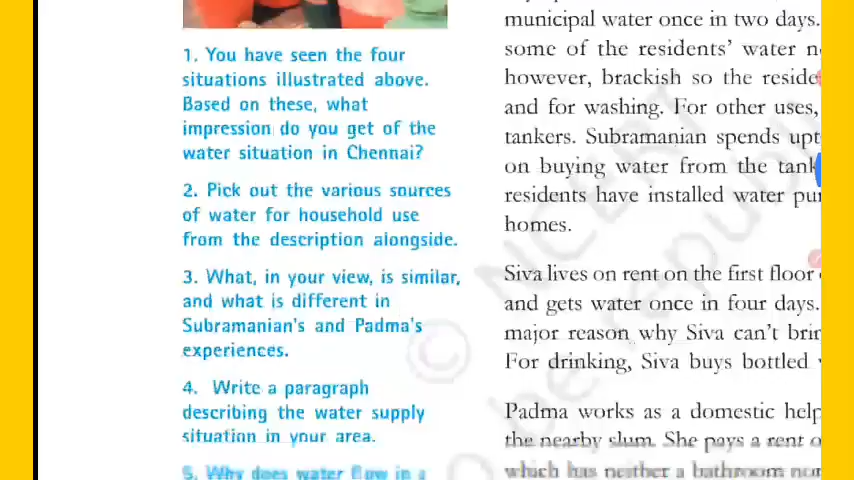 1. You have seen the four
situations illustrated above.
Based on these, what
impression do you get of the
water situation in Chennai?
2. Pick out the various sources
of water for household use
from the description alongside.
3. What, in your view, is similar,
and what is different in
Subramanian's and Padma's
experiences.
4. Write a paragraph
describing the water supply
situation in your area.
5. Why does water flow in a
municipal water once in two days.
some of the residents' water
however, brackish so the
and for washing. For other uses,
tankers. Subramanian spends
on buying water from the
residents have installed water
homes.
Siva lives on rent on the first floor
and gets water once in four days.
major reason why Siva can't
For drinking, Siva buys bottled
Padma works as a domestic help
the nearby slum. She pays a rent
which has neither a bathroom
© NCERT